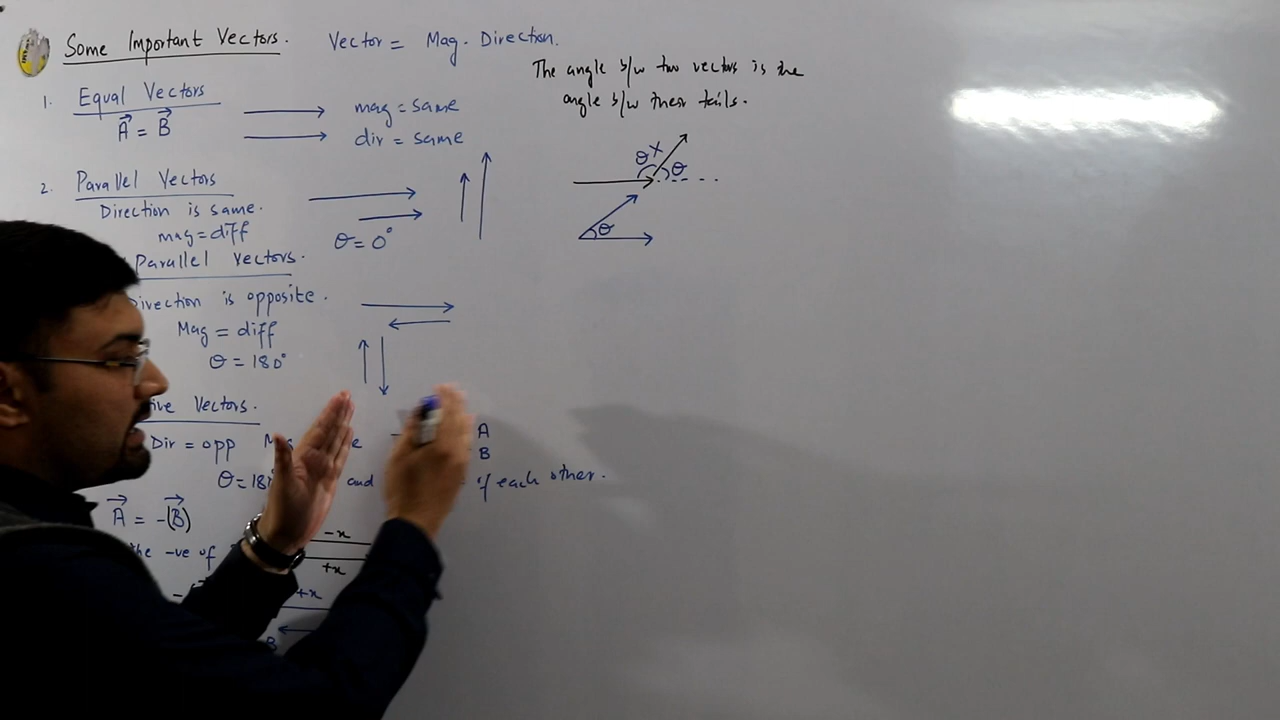 Some Important Vectors. Vector = Mag. Direction.
The angle b/w two vectors is the
angle b/w their tails.
1. Equal Vectors
A = B
mag = same
dir = same
θ x θ
θ
2. Parallel Vectors
Direction is same.
mag = diff
θ = 0°
Parallel Vectors.
Direction is opposite.
Mag = diff
θ = 180°
ive Vectors.
Dir = opp
A
B
θ = 18
and
of each other.
A = -(B)
the -ve of
-x
+x
+x
B